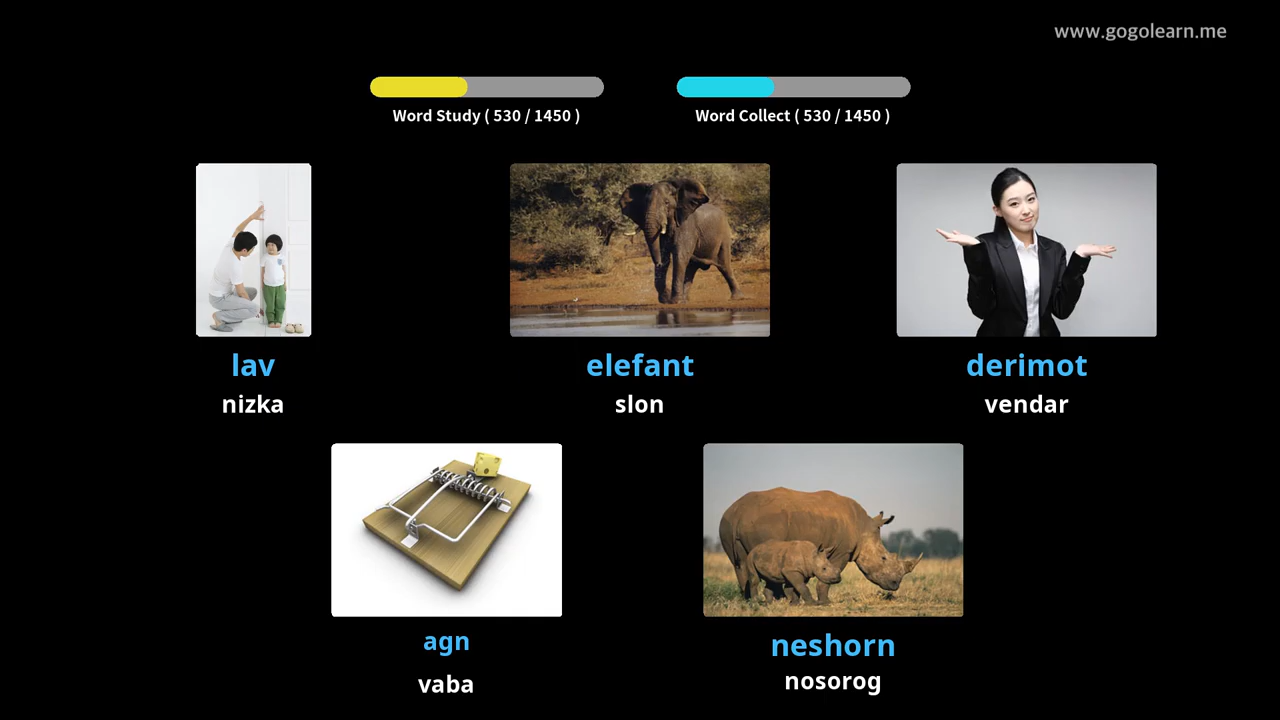 www.gogolearn.me
Word Study ( 530 / 1450 )
Word Collect ( 530 / 1450 )
lav
nizka
elefant
slon
derimot
vendar
agn
vaba
neshorn
nosorog